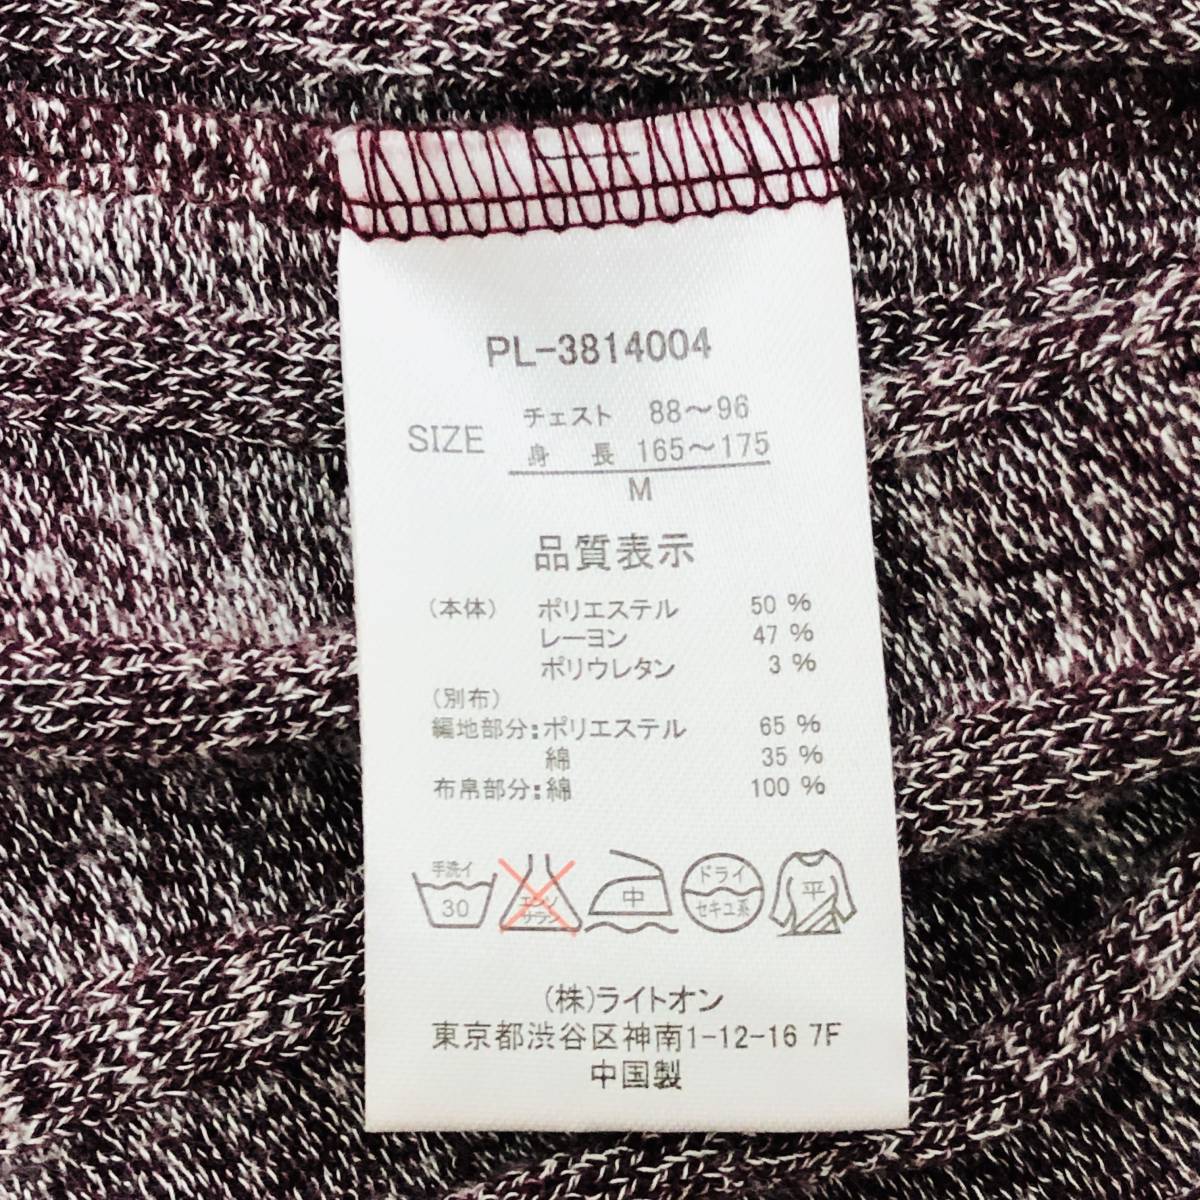 PL-3814004
チェスト 88～96
SIZE 身 長 165～175
M
品質表示
(本体) ポリエステル 50 %
レーヨン 47 %
ポリウレタン 3 %
(別布)
編地部分:ポリエステル 65 %
綿 35 %
布帛部分:綿 100 %
手洗イ 30
エンソ サラシ
中
ドライ セキユ系
平
(株)ライトオン
東京都渋谷区神南1-12-16 7F
中国製